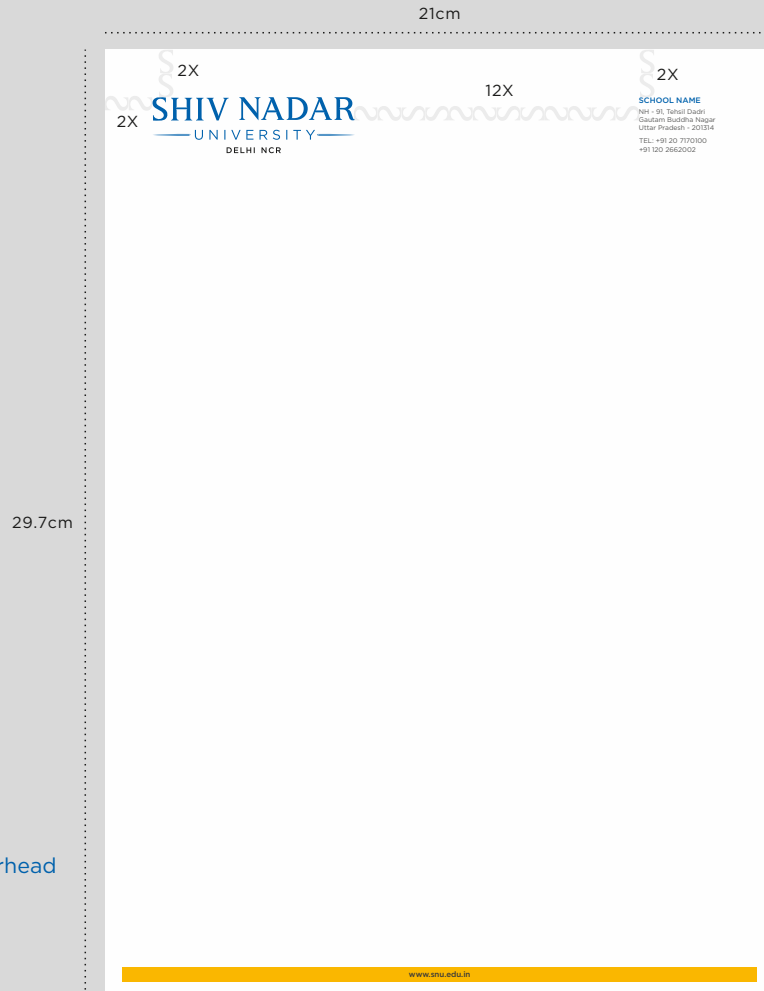 21cm
2X
2X
12X
2X
SHIV NADAR
UNIVERSITY
DELHI NCR
SCHOOL NAME
NH - 91, Tehsil Dadri
Gautam Buddha Nagar
Uttar Pradesh - 201314
TEL: +91 20 7170100
+91 120 2662002
29.7cm
rhead
www.snu.edu.in